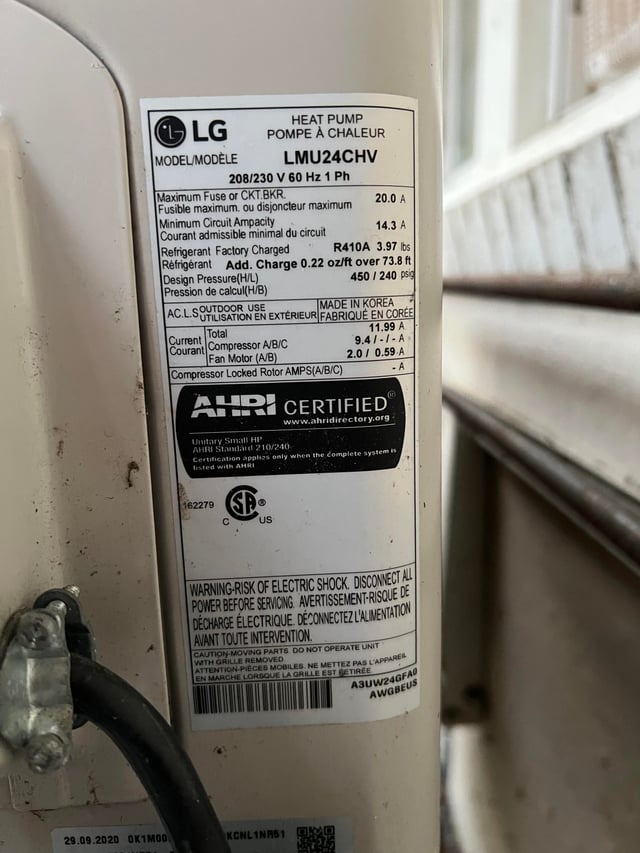 LG
HEAT PUMP
POMPE À CHALEUR
MODEL/MODÈLE LMU24CHV
208/230 V 60 Hz 1 Ph
Maximum Fuse or CKT.BKR. 20.0 A
Fusible maximum. ou disjoncteur maximum
Minimum Circuit Ampacity 14.3 A
Courant admissible minimal du circuit
Refrigerant Factory Charged R410A 3.97 lbs
Réfrigérant Add. Charge 0.22 oz/ft over 73.8 ft
Design Pressure(H/L) 450 / 240 psig
Pression de calcul(H/B)
AC.L.S OUTDOOR USE MADE IN KOREA
UTILISATION EN EXTÉRIEUR FABRIQUÉ EN CORÉE
Current Total 11.99 A
Courant Compressor A/B/C 9.4 / - / - A
Fan Motor (A/B) 2.0 / 0.59 A
Compressor Locked Rotor AMPS(A/B/C) - A
AHRI CERTIFIED®
www.ahridirectory.org
Unitary Small HP
AHRI Standard 210/240
Certification applies only when the complete system is
listed with AHRI
162279 C SA ® US
WARNING-RISK OF ELECTRIC SHOCK. DISCONNECT ALL
POWER BEFORE SERVICING. AVERTISSEMENT-RISQUE DE
DÉCHARGE ÉLECTRIQUE. DÉCONNECTEZ L'ALIMENTATION
AVANT TOUTE INTERVENTION.
CAUTION-MOVING PARTS. DO NOT OPERATE UNIT
WITH GRILLE REMOVED.
ATTENTION-PIÈCES MOBILES. NE METTEZ PAS L'APPAREIL
EN MARCHE LORSQUE LA GRILLE EST RETIRÉE.
A3UW24GFA0
AWGBEUS
29.09.2020 0K1M00 KCNL1NR51